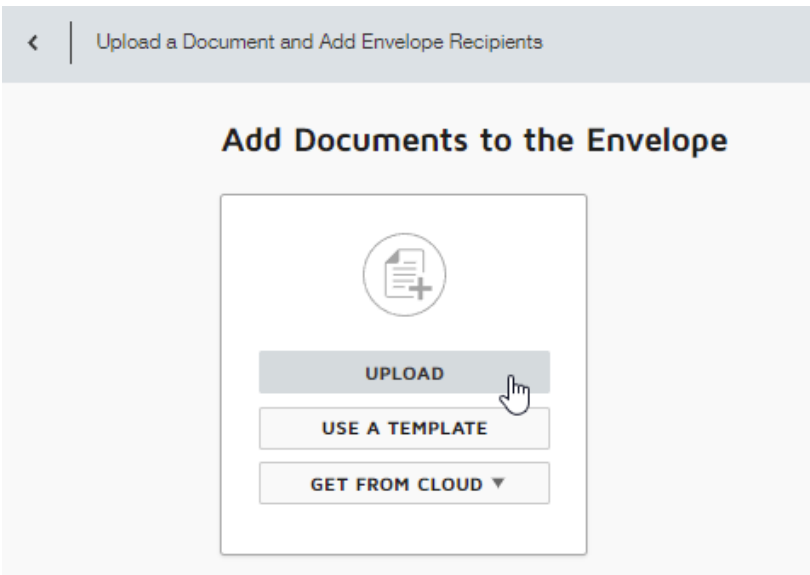 Upload a Document and Add Envelope Recipients
Add Documents to the Envelope
UPLOAD
USE A TEMPLATE
GET FROM CLOUD